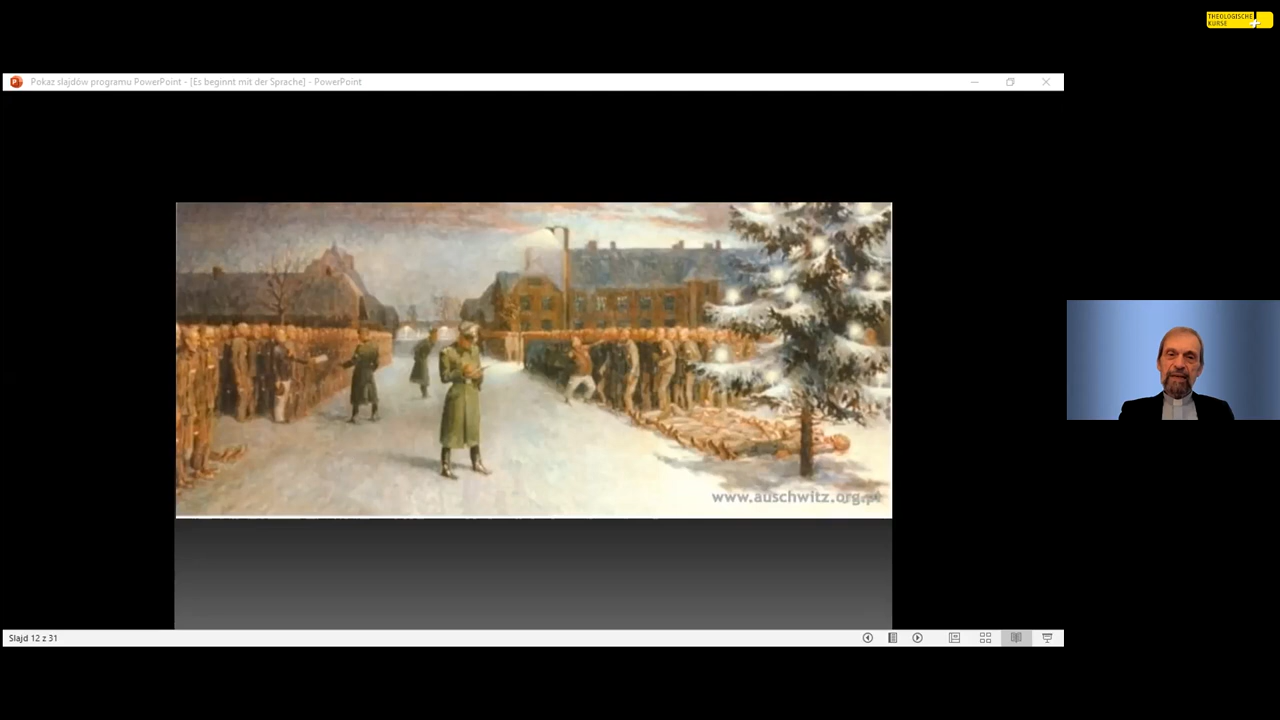 THEOLOGISCHE
KURSE
Pokaz slajdów programu PowerPoint - [Es beginnt mit der Sprache] - PowerPoint
www.auschwitz.org.pl
Slajd 12 z 31